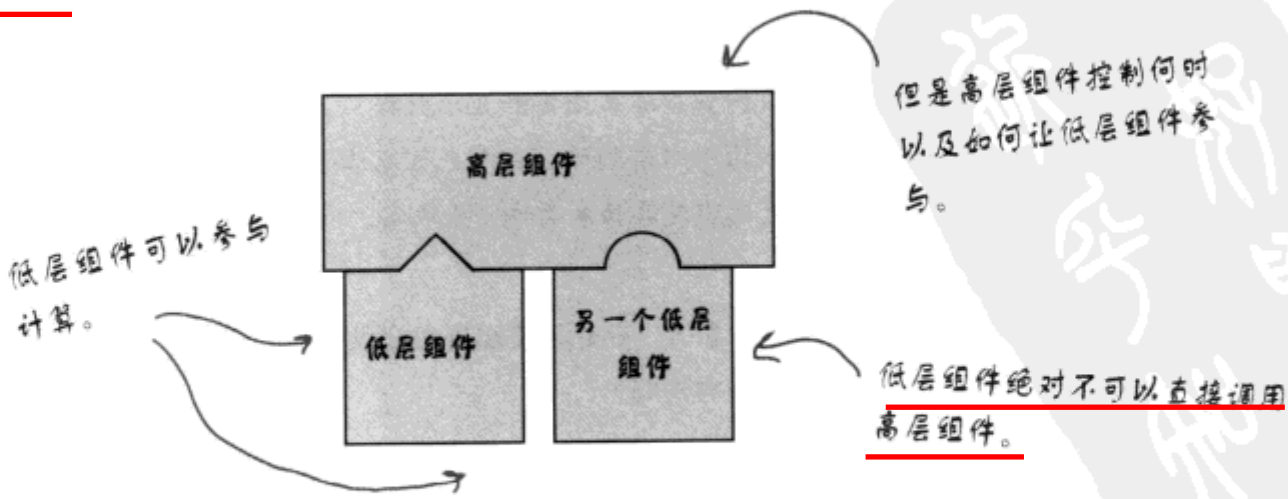 但是高层组件控制何时
以及如何让低层组件参
与。
高层组件
低层组件可以参与
计算。
低层组件
另一个低层
组件
低层组件绝对不可以直接调用
高层组件。